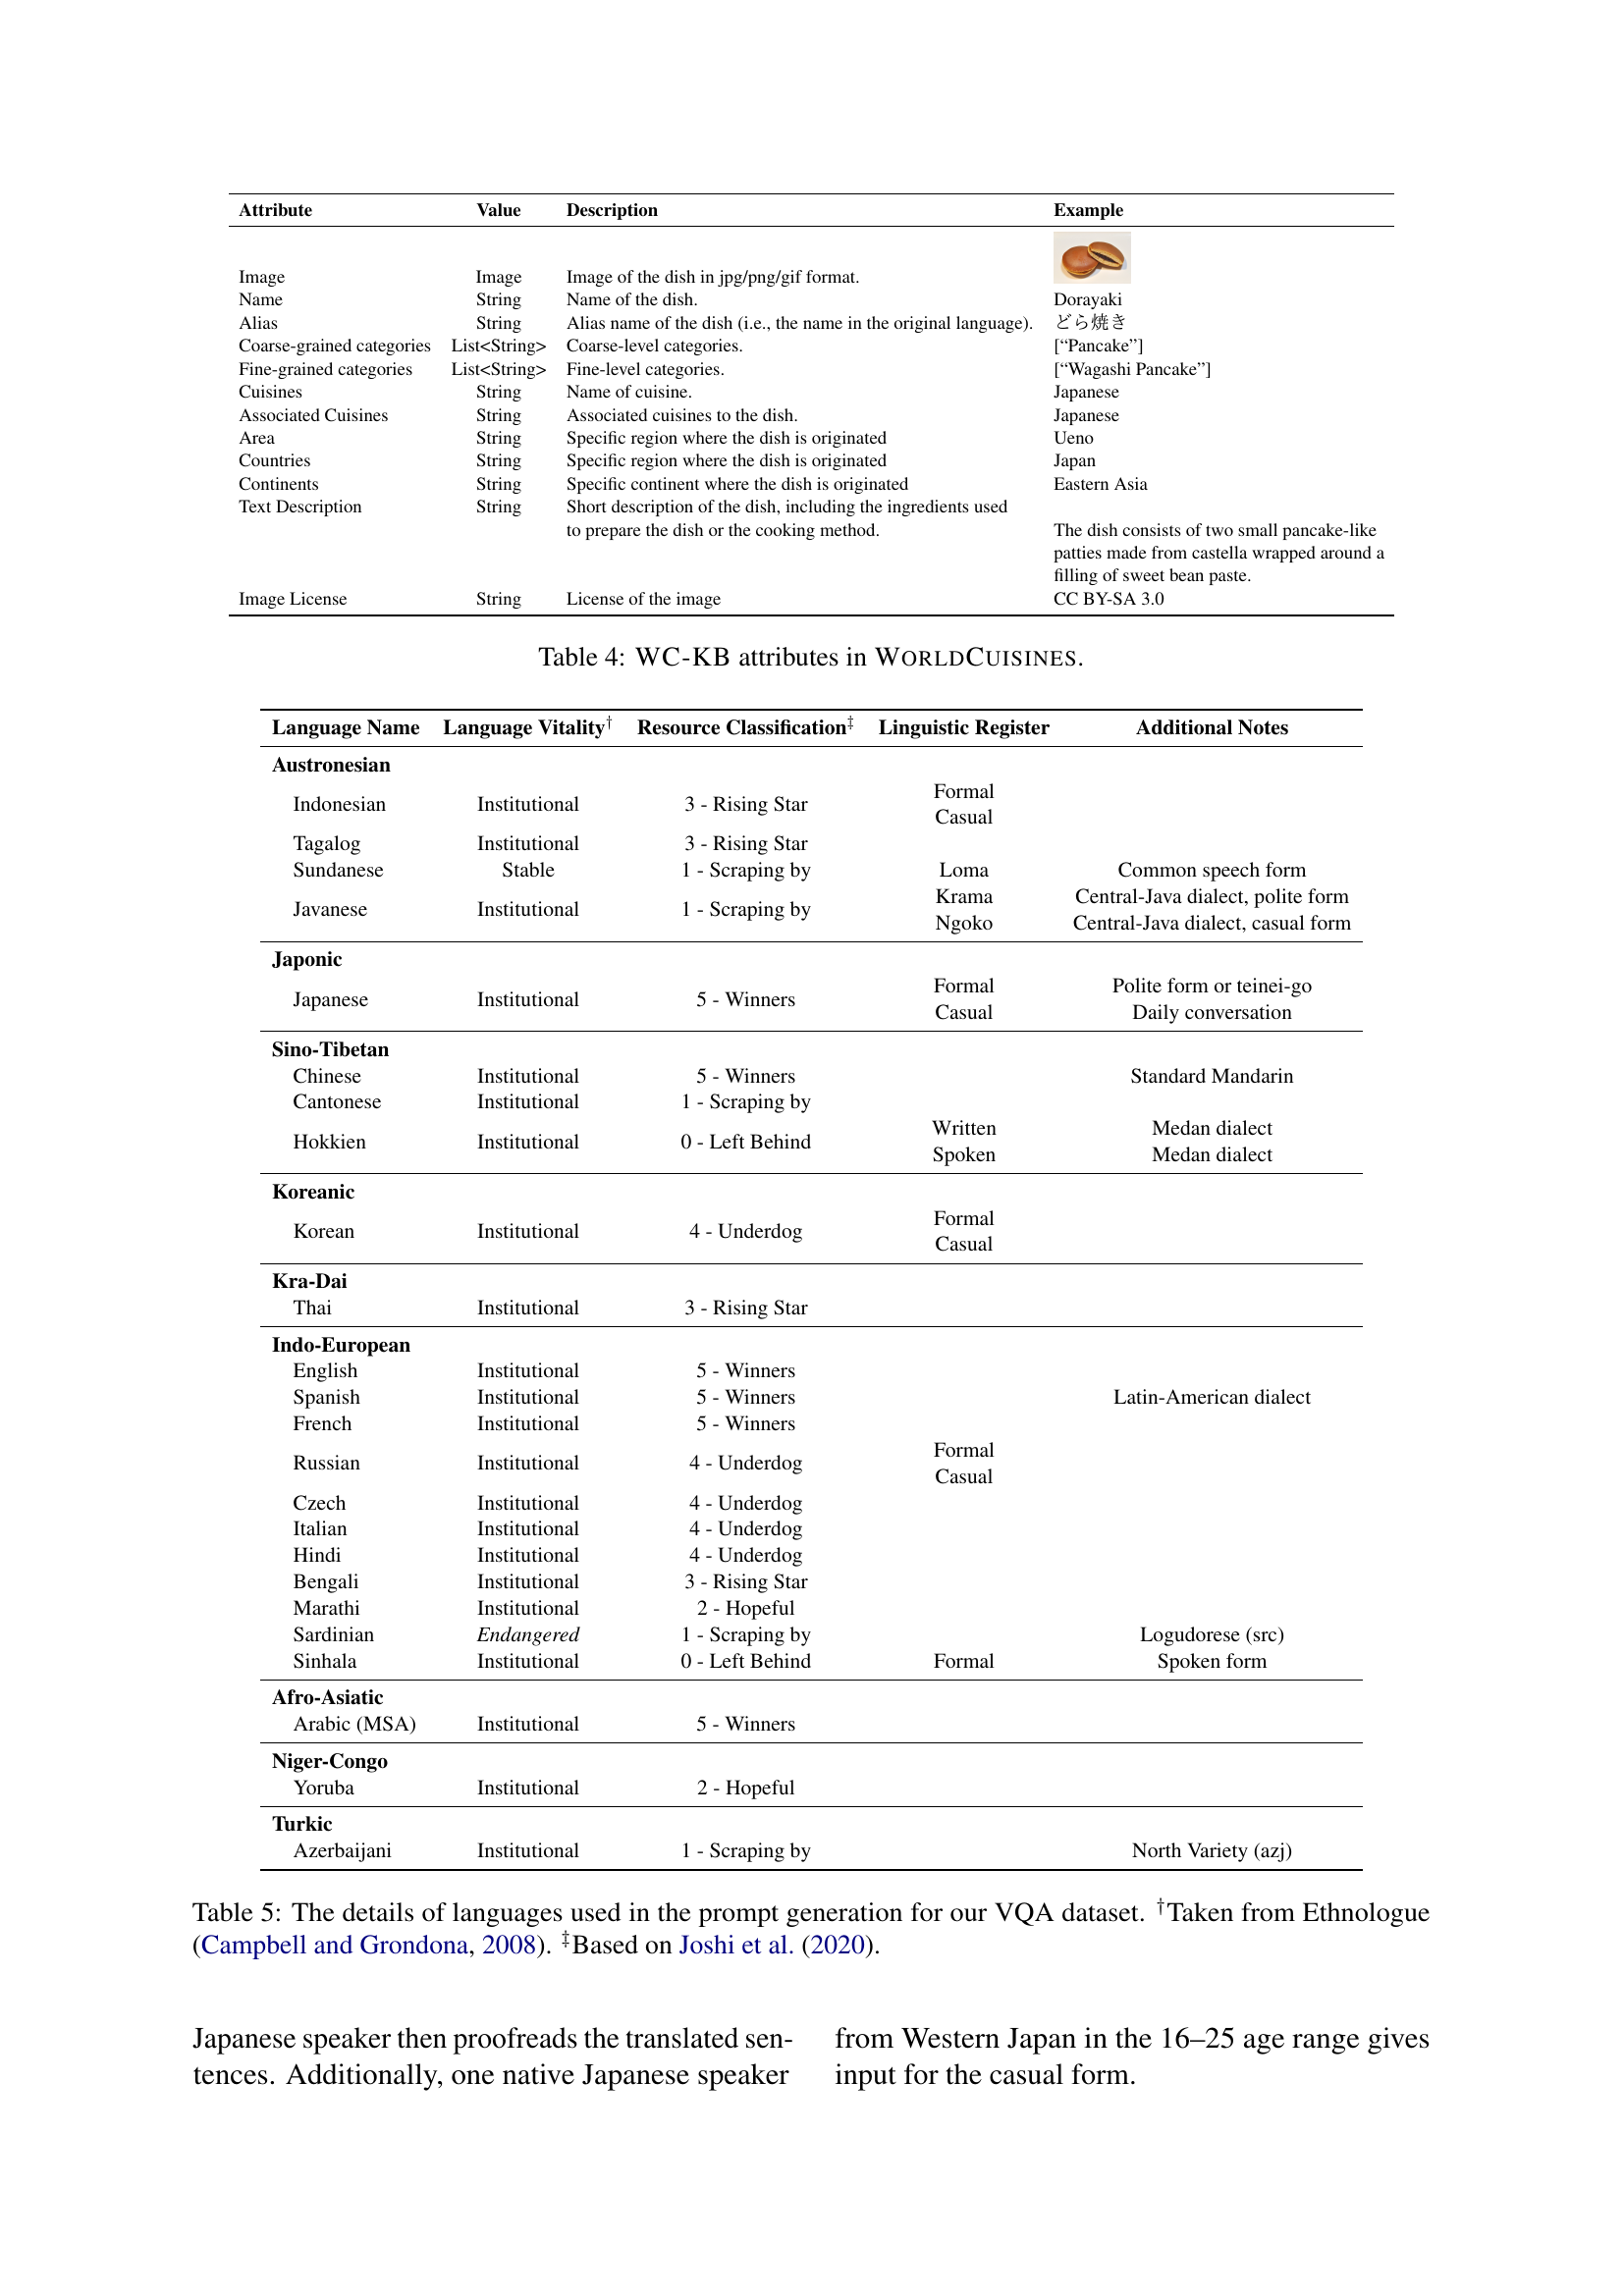 Attribute Value Description Example
Image Image Image of the dish in jpg/png/gif format.
Name String Name of the dish. Dorayaki
Alias String Alias name of the dish (i.e., the name in the original language). どら焼き
Coarse-grained categories List<String> Coarse-level categories. [“Pancake”]
Fine-grained categories List<String> Fine-level categories. [“Wagashi Pancake”]
Cuisines String Name of cuisine. Japanese
Associated Cuisines String Associated cuisines to the dish. Japanese
Area String Specific region where the dish is originated Ueno
Countries String Specific region where the dish is originated Japan
Continents String Specific continent where the dish is originated Eastern Asia
Text Description String Short description of the dish, including the ingredients used
to prepare the dish or the cooking method. The dish consists of two small pancake-like
patties made from castella wrapped around a
filling of sweet bean paste.
Image License String License of the image CC BY-SA 3.0
Table 4: WC-KB attributes in WORLDCUISINES.
Language Name Language Vitality† Resource Classification‡ Linguistic Register Additional Notes
Austronesian
Indonesian Institutional 3 - Rising Star Formal
Casual
Tagalog Institutional 3 - Rising Star
Sundanese Stable 1 - Scraping by Loma Common speech form
Javanese Institutional 1 - Scraping by Krama Central-Java dialect, polite form
Ngoko Central-Java dialect, casual form
Japonic
Japanese Institutional 5 - Winners Formal Polite form or teinei-go
Casual Daily conversation
Sino-Tibetan
Chinese Institutional 5 - Winners Standard Mandarin
Cantonese Institutional 1 - Scraping by
Hokkien Institutional 0 - Left Behind Written Medan dialect
Spoken Medan dialect
Koreanic
Korean Institutional 4 - Underdog Formal
Casual
Kra-Dai
Thai Institutional 3 - Rising Star
Indo-European
English Institutional 5 - Winners
Spanish Institutional 5 - Winners Latin-American dialect
French Institutional 5 - Winners
Russian Institutional 4 - Underdog Formal
Casual
Czech Institutional 4 - Underdog
Italian Institutional 4 - Underdog
Hindi Institutional 4 - Underdog
Bengali Institutional 3 - Rising Star
Marathi Institutional 2 - Hopeful
Sardinian Endangered 1 - Scraping by Logudorese (src)
Sinhala Institutional 0 - Left Behind Formal Spoken form
Afro-Asiatic
Arabic (MSA) Institutional 5 - Winners
Niger-Congo
Yoruba Institutional 2 - Hopeful
Turkic
Azerbaijani Institutional 1 - Scraping by North Variety (azj)
Table 5: The details of languages used in the prompt generation for our VQA dataset. †Taken from Ethnologue
(Campbell and Grondona, 2008). ‡Based on Joshi et al. (2020).
Japanese speaker then proofreads the translated sen-
tences. Additionally, one native Japanese speaker
from Western Japan in the 16–25 age range gives
input for the casual form.